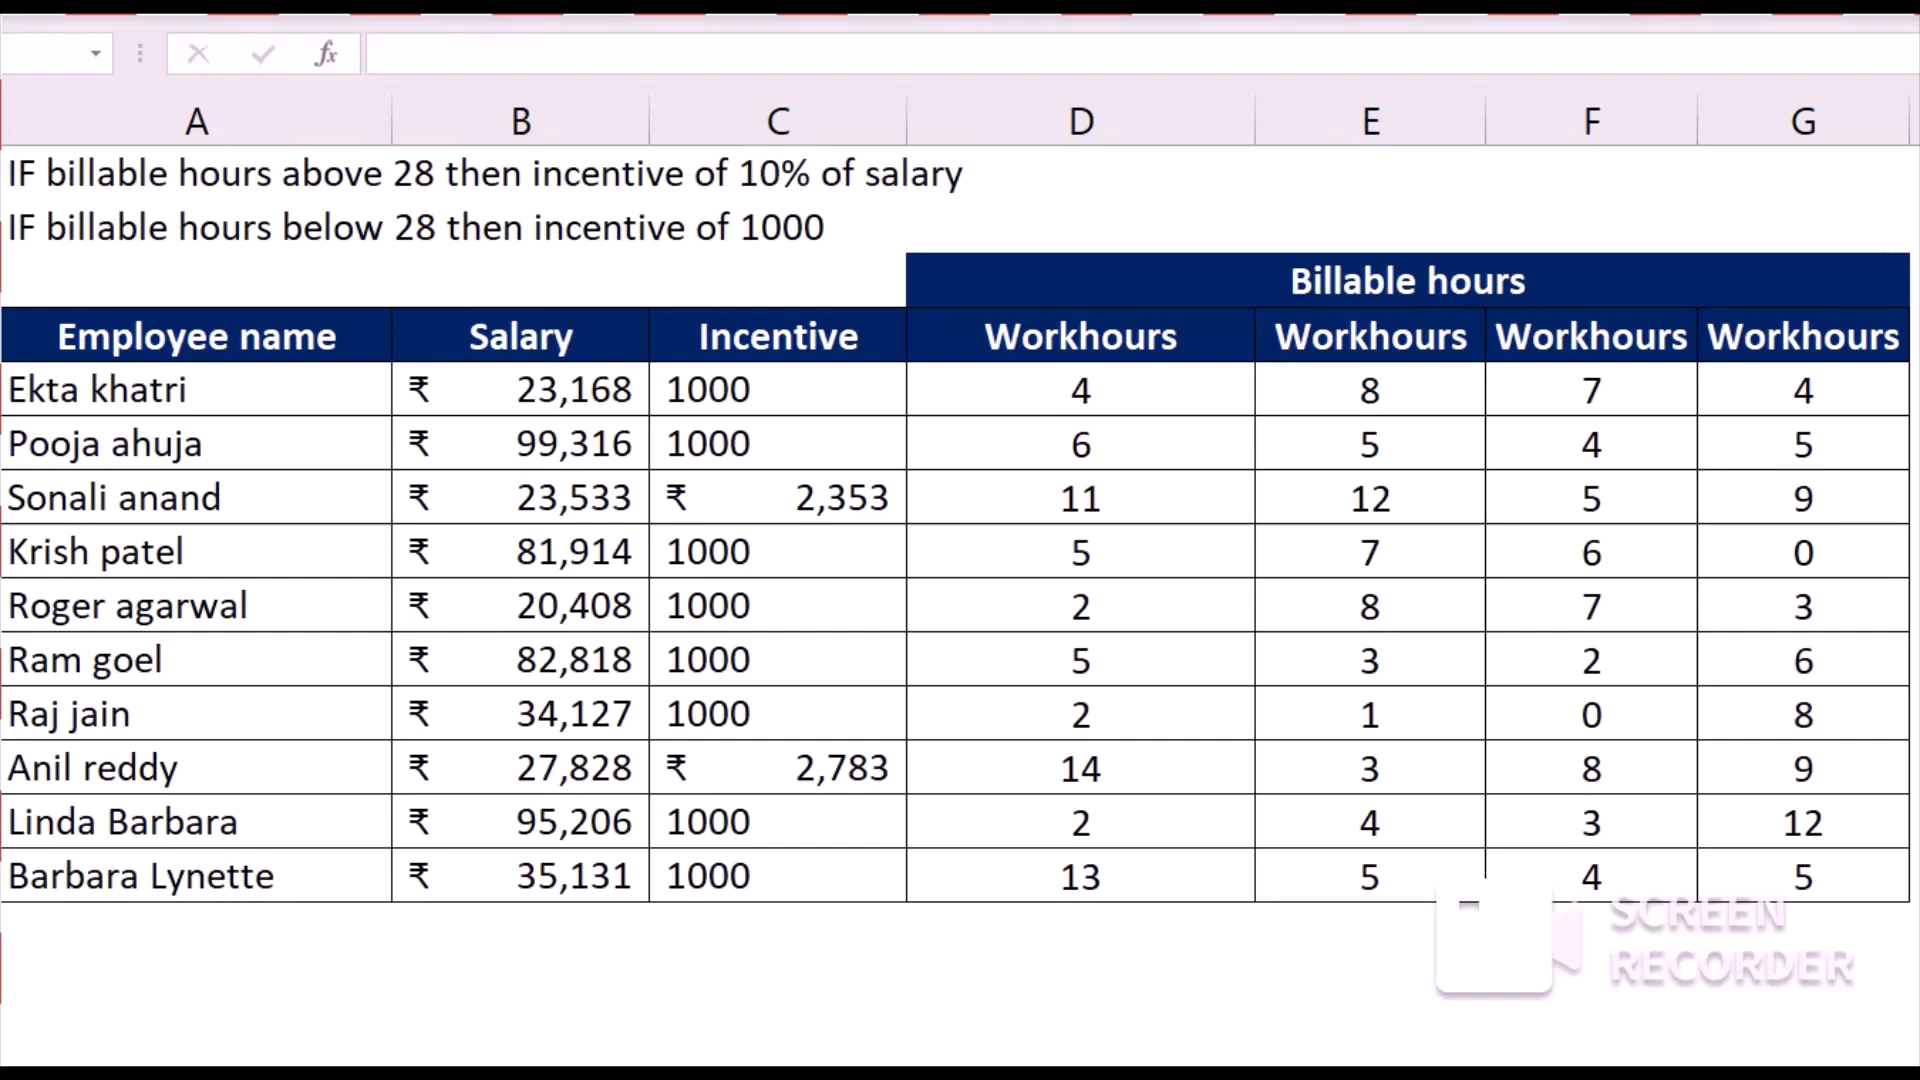 fx
A B C D E F G
IF billable hours above 28 then incentive of 10% of salary
IF billable hours below 28 then incentive of 1000
Billable hours
Employee name Salary Incentive Workhours Workhours Workhours Workhours
Ekta khatri ₹ 23,168 1000 4 8 7 4
Pooja ahuja ₹ 99,316 1000 6 5 4 5
Sonali anand ₹ 23,533 ₹ 2,353 11 12 5 9
Krish patel ₹ 81,914 1000 5 7 6 0
Roger agarwal ₹ 20,408 1000 2 8 7 3
Ram goel ₹ 82,818 1000 5 3 2 6
Raj jain ₹ 34,127 1000 2 1 0 8
Anil reddy ₹ 27,828 ₹ 2,783 14 3 8 9
Linda Barbara ₹ 95,206 1000 2 4 3 12
Barbara Lynette ₹ 35,131 1000 13 5 4 5
SCREEN
RECORDER